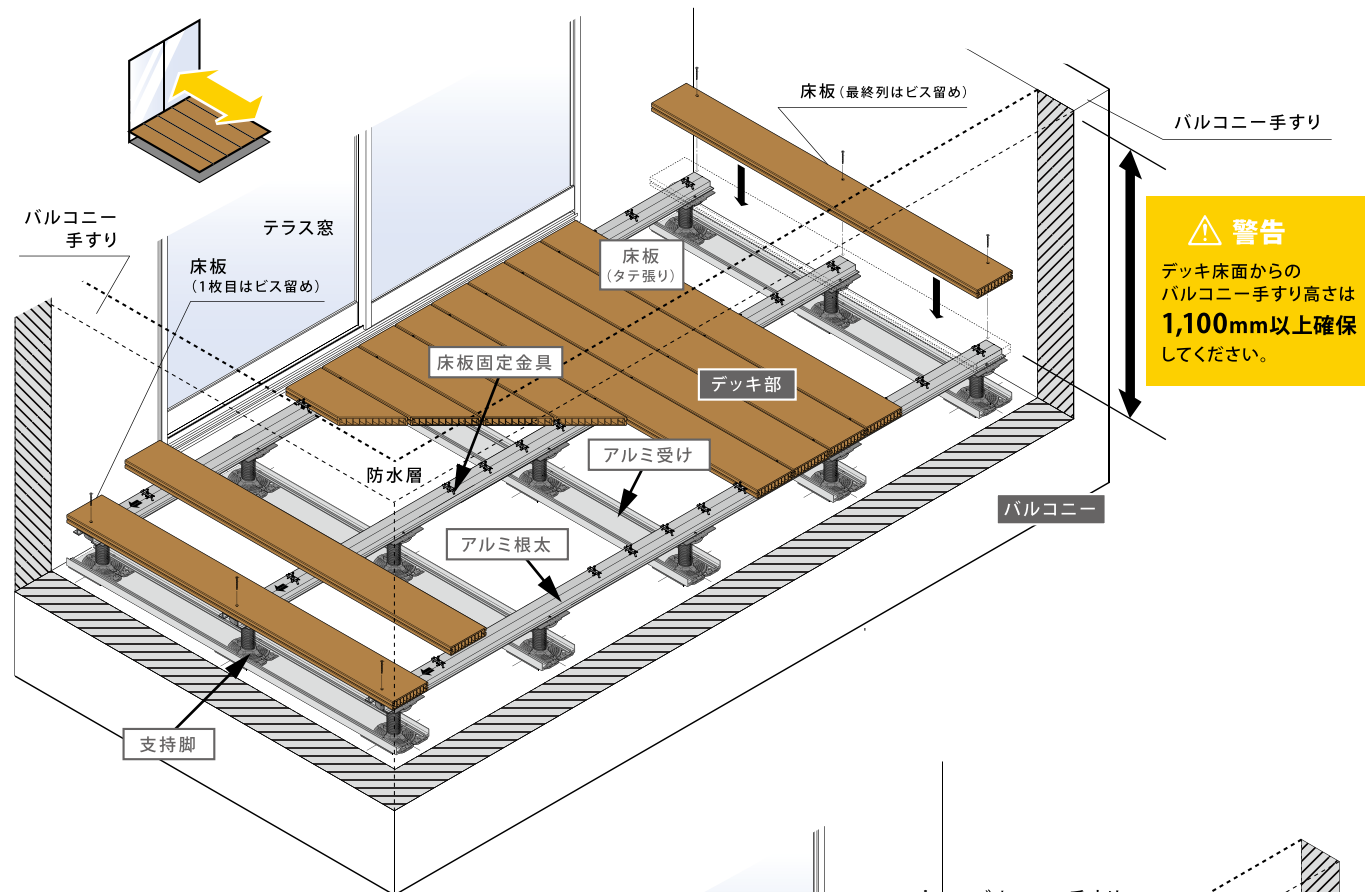 床板（最終列はビス留め）
バルコニー手すり
警告
デッキ床面からの
バルコニー手すり高さは
1,100mm以上確保
してください。
バルコニー
手すり
テラス窓
床板
（1枚目はビス留め）
床板
（タテ張り）
床板固定金具
デッキ部
防水層
アルミ受け
アルミ根太
バルコニー
支持脚